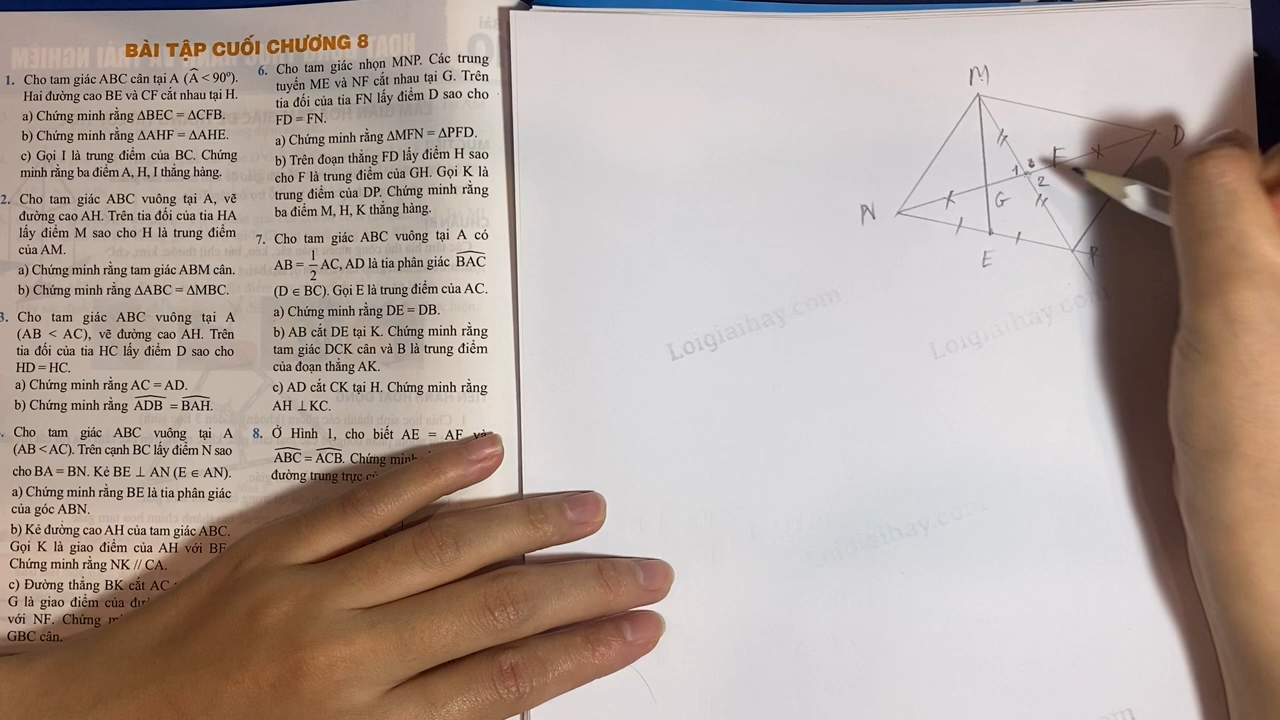 BÀI TẬP CUỐI CHƯƠNG 8
1. Cho tam giác ABC cân tại A (Â < 90°).
Hai đường cao BE và CF cắt nhau tại H.
a) Chứng minh rằng ΔBEC = ΔCFB.
b) Chứng minh rằng ΔAHF = ΔAHE.
c) Gọi I là trung điểm của BC. Chứng
minh rằng ba điểm A, H, I thẳng hàng.
2. Cho tam giác ABC vuông tại A, vẽ
đường cao AH. Trên tia đối của tia HA
lấy điểm M sao cho H là trung điểm
của AM.
a) Chứng minh rằng tam giác ABM cân.
b) Chứng minh rằng ΔABC = ΔMBC.
3. Cho tam giác ABC vuông tại A
(AB < AC), vẽ đường cao AH. Trên
tia đối của tia HC lấy điểm D sao cho
HD = HC.
a) Chứng minh rằng AC = AD.
b) Chứng minh rằng \widehat{ADB} = \widehat{BAH}.
Cho tam giác ABC vuông tại A
(AB < AC). Trên cạnh BC lấy điểm N sao
cho BA = BN. Kẻ BE ⊥ AN (E ∈ AN).
a) Chứng minh rằng BE là tia phân giác
của góc ABN.
b) Kẻ đường cao AH của tam giác ABC.
Gọi K là giao điểm của AH với BE
Chứng minh rằng NK // CA.
c) Đường thẳng BK cắt AC
G là giao điểm của
với NF. Chứng
GBC cân.
6. Cho tam giác nhọn MNP. Các trung
tuyến ME và NF cắt nhau tại G. Trên
tia đối của tia FN lấy điểm D sao cho
FD = FN.
a) Chứng minh rằng ΔMFN = ΔPFD.
b) Trên đoạn thẳng FD lấy điểm H sao
cho F là trung điểm của GH. Gọi K là
trung điểm của DP. Chứng minh rằng
ba điểm M, H, K thẳng hàng.
7. Cho tam giác ABC vuông tại A có
AB = 1/2 AC, AD là tia phân giác \widehat{BAC}
(D ∈ BC). Gọi E là trung điểm của AC.
a) Chứng minh rằng DE = DB.
b) AB cắt DE tại K. Chứng minh rằng
tam giác DCK cân và B là trung điểm
của đoạn thẳng AK.
c) AD cắt CK tại H. Chứng minh rằng
AH ⊥ KC.
8. Ở Hình 1, cho biết AE = AF và
\widehat{ABC} = \widehat{ACB}. Chứng minh
đường trung trực
M
D
F
1 3
2
N
G
E
P
Loigiaihay.com
Loigiaihay.com
Loigiaihay.com